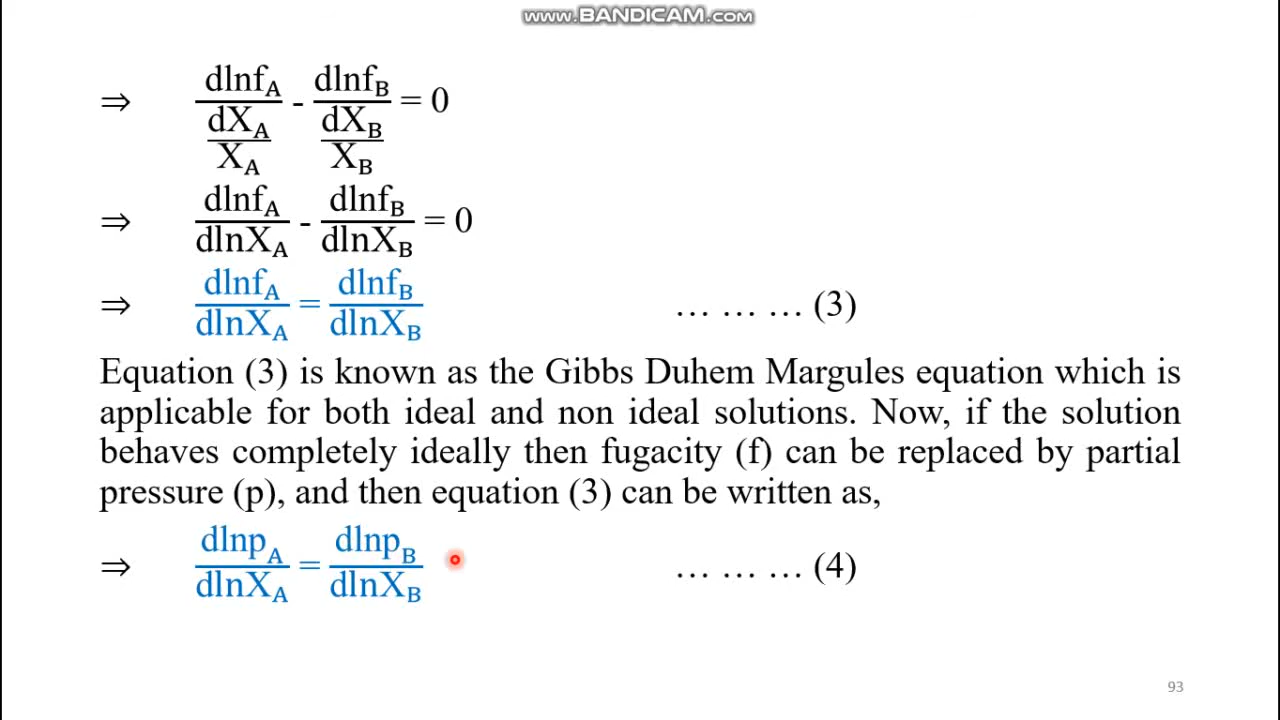 www.BANDICAM.com
⇒ dlnf_A / (dX_A / X_A) - dlnf_B / (dX_B / X_B) = 0
⇒ dlnf_A / dlnX_A - dlnf_B / dlnX_B = 0
⇒ dlnf_A / dlnX_A = dlnf_B / dlnX_B … … … (3)
Equation (3) is known as the Gibbs Duhem Margules equation which is
applicable for both ideal and non ideal solutions. Now, if the solution
behaves completely ideally then fugacity (f) can be replaced by partial
pressure (p), and then equation (3) can be written as,
⇒ dlnp_A / dlnX_A = dlnp_B / dlnX_B … … … (4)
93